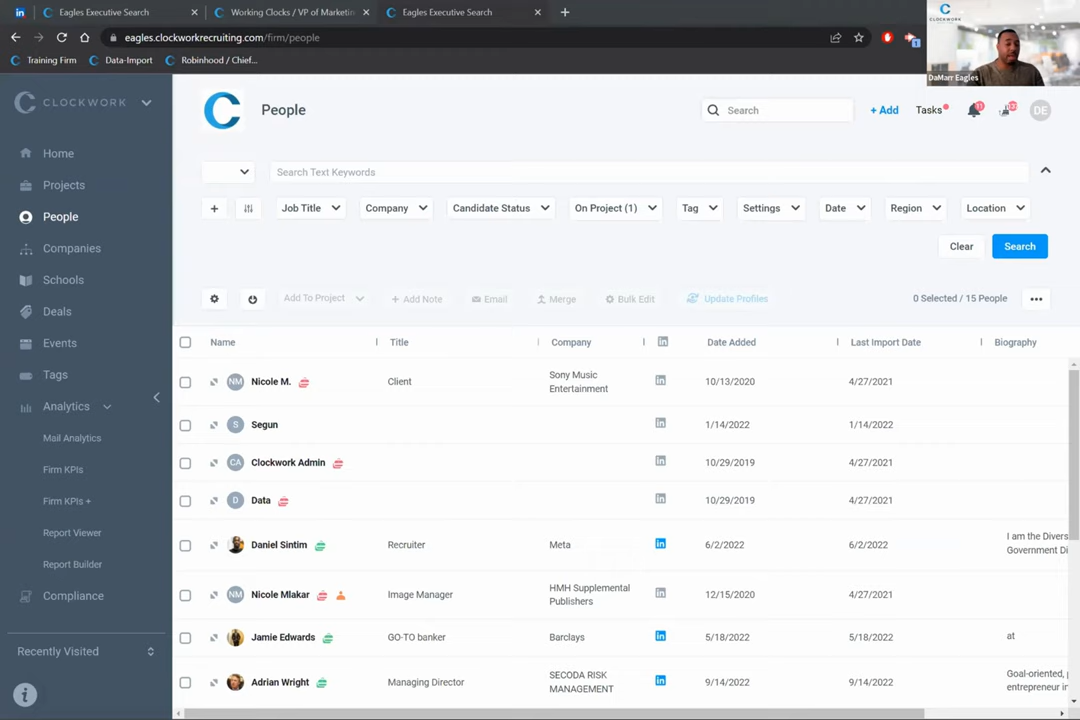 Eagles Executive Search
Working Clocks / VP of Marketin
Eagles Executive Search
eagles.clockworkrecruiting.com/firm/people
Training Firm
Data-Import
Robinhood / Chief...
CLOCKWORK
DaMarr Eagles
CLOCKWORK
People
Search
+ Add
Tasks
DE
Home
Projects
People
Companies
Schools
Deals
Events
Tags
Analytics
Mail Analytics
Firm KPIs
Firm KPIs +
Report Viewer
Report Builder
Compliance
Recently Visited
Search Text Keywords
Job Title
Company
Candidate Status
On Project (1)
Tag
Settings
Date
Region
Location
Clear
Search
Add To Project
+ Add Note
Email
Merge
Bulk Edit
Update Profiles
0 Selected / 15 People
Name
Title
Company
Date Added
Last Import Date
Biography
NM
Nicole M.
Client
Sony Music
Entertainment
10/13/2020
4/27/2021
S
Segun
1/14/2022
1/14/2022
CA
Clockwork Admin
10/29/2019
4/27/2021
D
Data
10/29/2019
4/27/2021
Daniel Sintim
Recruiter
Meta
6/2/2022
6/2/2022
I am the Divers
Government Di
NM
Nicole Mlakar
Image Manager
HMH Supplemental
Publishers
12/15/2020
4/27/2021
Jamie Edwards
GO-TO banker
Barclays
5/18/2022
5/18/2022
at
Adrian Wright
Managing Director
SECODA RISK
MANAGEMENT
9/14/2022
9/14/2022
Goal-oriented, p
entrepreneur in